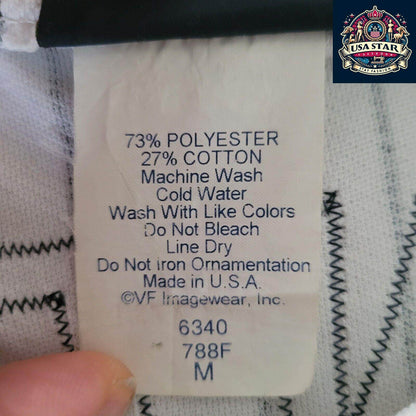 USA STAR
73% POLYESTER
27% COTTON
Machine Wash
Cold Water
Wash With Like Colors
Do Not Bleach
Line Dry
Do Not Iron Ornamentation
Made in U.S.A.
©VF Imagewear, Inc.
6340
788F
M